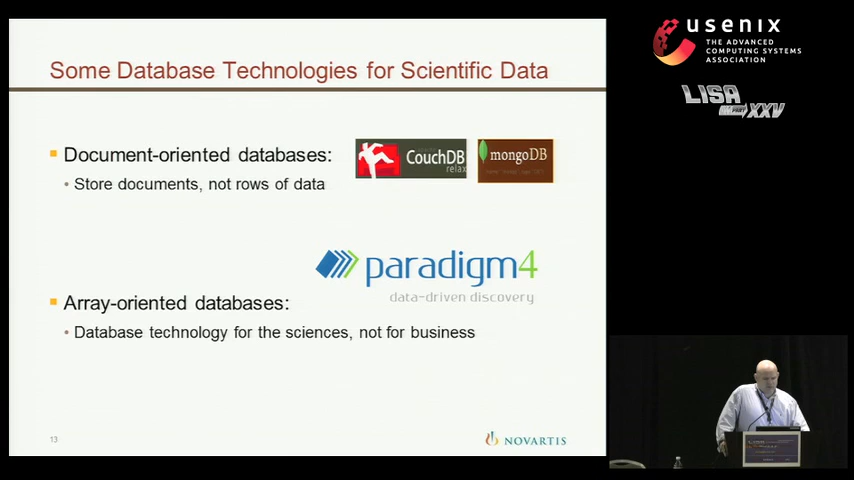 Some Database Technologies for Scientific Data
Document-oriented databases:
Store documents, not rows of data
CouchDB
relax
mongoDB
paradigm4
data-driven discovery
Array-oriented databases:
Database technology for the sciences, not for business
13
NOVARTIS
usenix
THE ADVANCED
COMPUTING SYSTEMS
ASSOCIATION
LISA
XXV